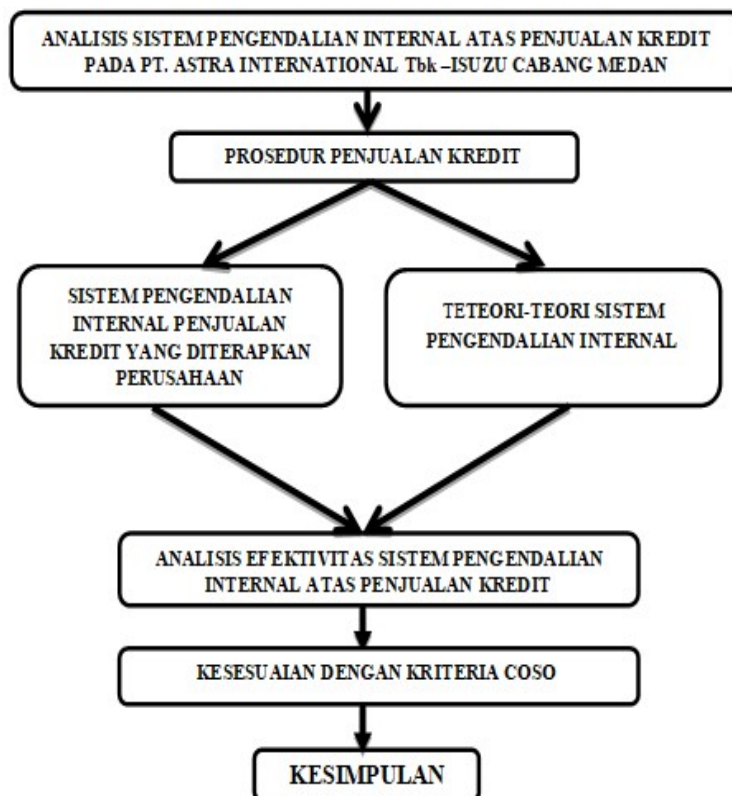 ANALISIS SISTEM PENGENDALIAN INTERNAL ATAS PENJUALAN KREDIT
PADA PT. ASTRA INTERNATIONAL Tbk –ISUZU CABANG MEDAN
PROSEDUR PENJUALAN KREDIT
SISTEM PENGENDALIAN
INTERNAL PENJUALAN
KREDIT YANG DITERAPKAN
PERUSAHAAN
TETEORI-TEORI SISTEM
PENGENDALIAN INTERNAL
ANALISIS EFEKTIVITAS SISTEM PENGENDALIAN
INTERNAL ATAS PENJUALAN KREDIT
KESESUAIAN DENGAN KRITERIA COSO
KESIMPULAN